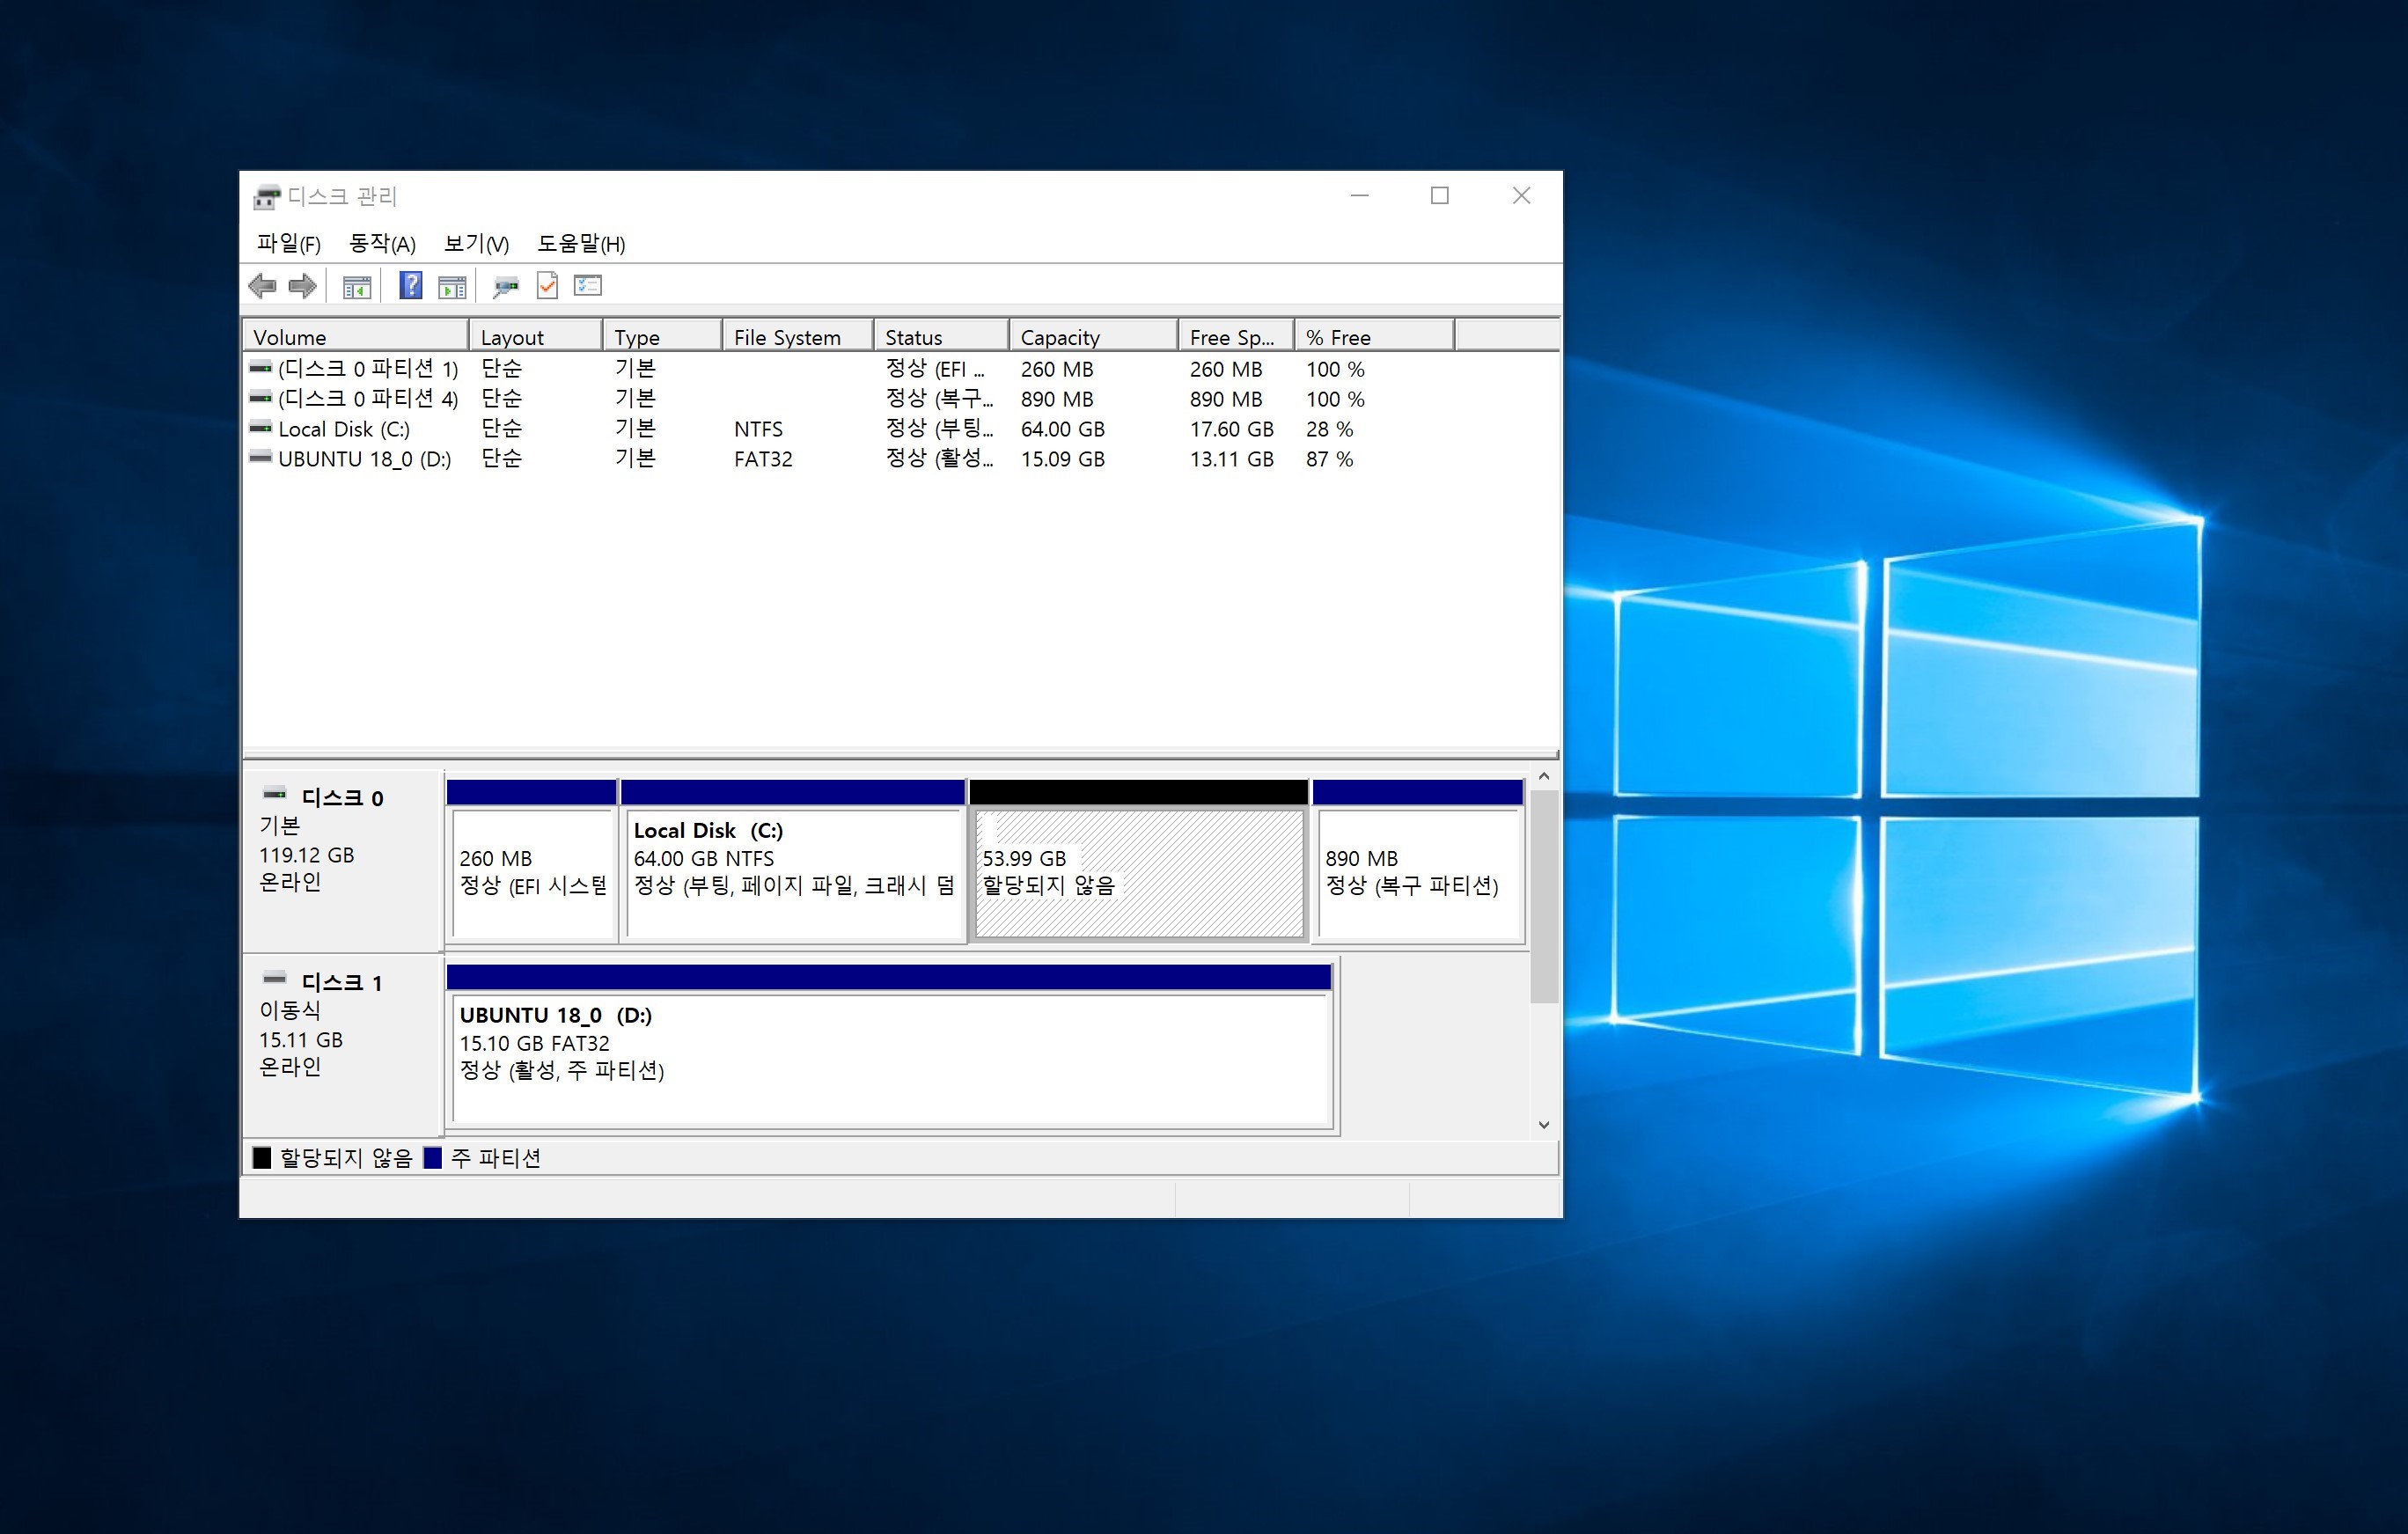 디스크 관리
파일(F) 동작(A) 보기(V) 도움말(H)
Volume Layout Type File System Status Capacity Free Sp... % Free
(디스크 0 파티션 1) 단순 기본 정상 (EFI ... 260 MB 260 MB 100 %
(디스크 0 파티션 4) 단순 기본 정상 (복구... 890 MB 890 MB 100 %
Local Disk (C:) 단순 기본 NTFS 정상 (부팅... 64.00 GB 17.60 GB 28 %
UBUNTU 18_0 (D:) 단순 기본 FAT32 정상 (활성... 15.09 GB 13.11 GB 87 %
디스크 0
기본
119.12 GB
온라인
260 MB
정상 (EFI 시스템
Local Disk (C:)
64.00 GB NTFS
정상 (부팅, 페이지 파일, 크래시 덤
53.99 GB
할당되지 않음
890 MB
정상 (복구 파티션)
디스크 1
이동식
15.11 GB
온라인
UBUNTU 18_0 (D:)
15.10 GB FAT32
정상 (활성, 주 파티션)
할당되지 않음 주 파티션